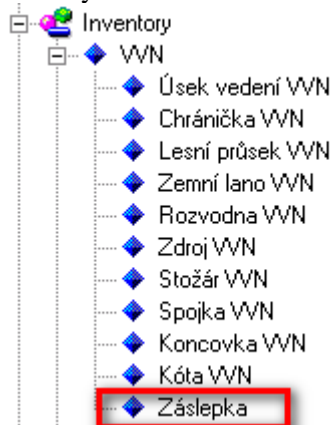 Inventory
VVN
Úsek vedení VVN
Chránička VVN
Lesní průsek VVN
Zemní lano VVN
Rozvodna VVN
Zdroj VVN
Stožár VVN
Spojka VVN
Koncovka VVN
Kóta VVN
Záslepka